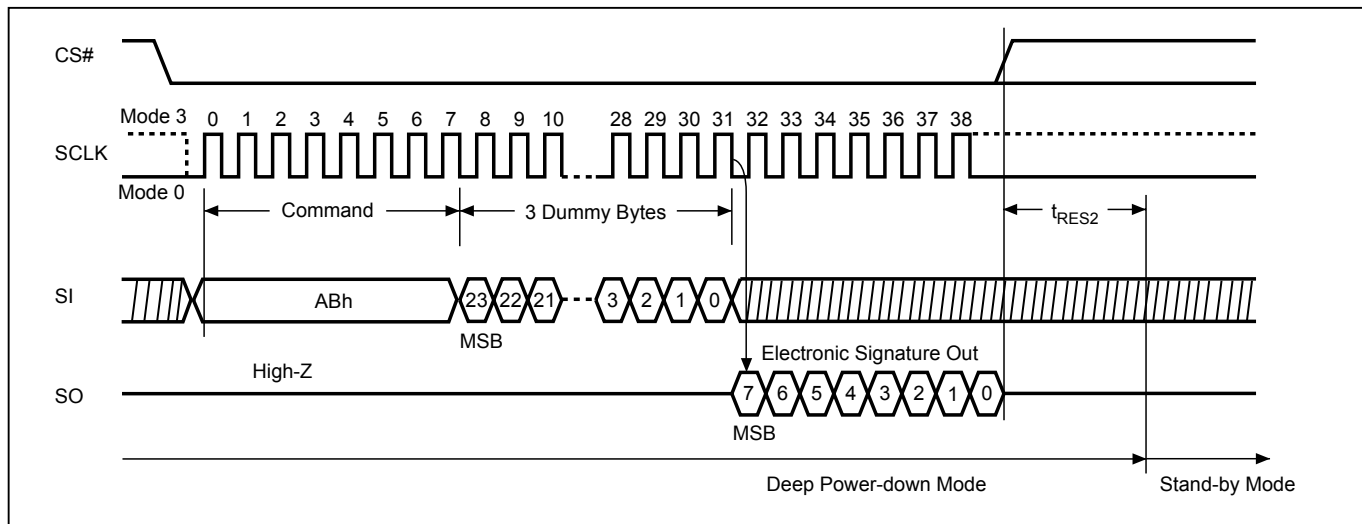 CS#
Mode 3
0 1 2 3 4 5 6 7 8 9 10 28 29 30 31 32 33 34 35 36 37 38
SCLK
Mode 0
Command
3 Dummy Bytes
tRES2
SI
ABh
23 22 21 3 2 1 0
MSB
Electronic Signature Out
High-Z
SO
7 6 5 4 3 2 1 0
MSB
Deep Power-down Mode
Stand-by Mode